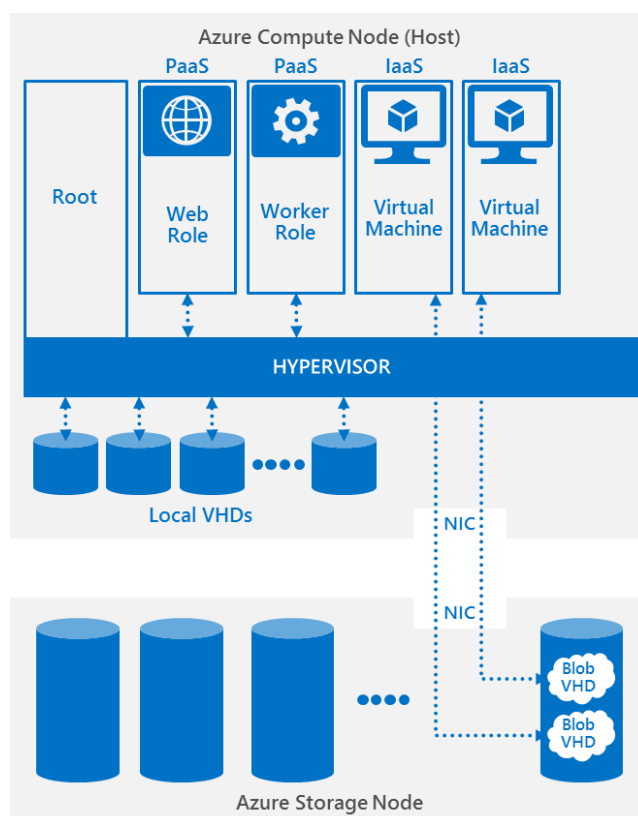 Azure Compute Node (Host)
PaaS PaaS IaaS IaaS
Root
Web
Role
Worker
Role
Virtual
Machine
Virtual
Machine
HYPERVISOR
Local VHDs
NIC
NIC
Blob
VHD
Blob
VHD
Azure Storage Node